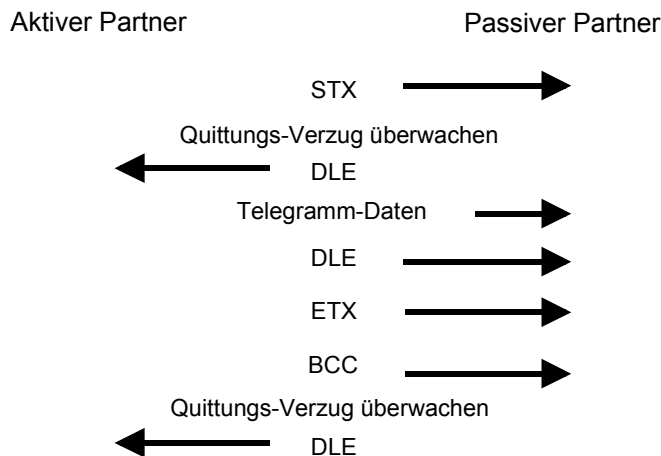 Aktiver Partner Passiver Partner
STX
Quittungs-Verzug überwachen
DLE
Telegramm-Daten
DLE
ETX
BCC
Quittungs-Verzug überwachen
DLE